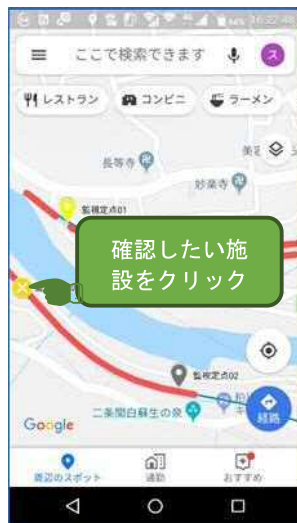 ここで検索できます
ス
レストラン
コンビニ
ラーメン
長等寺
妙楽寺
監視定点01
確認したい施
設をクリック
監視定点02
二条関白蘇生の泉
経路
Google
周辺のスポット
通勤
おすすめ